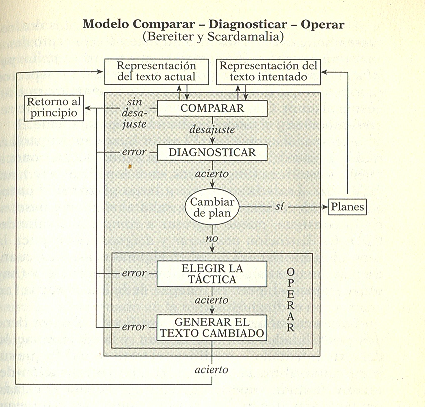 Modelo Comparar – Diagnosticar – Operar
(Bereiter y Scardamalia)
Representación
del texto actual
Representación del
texto intentado
Retorno al
principio
sin
desa-
juste
COMPARAR
desajuste
error
DIAGNOSTICAR
acierto
Cambiar
de plan
sí
Planes
no
error
ELEGIR LA
TÁCTICA
acierto
error
GENERAR EL
TEXTO CAMBIADO
OPERAR
acierto